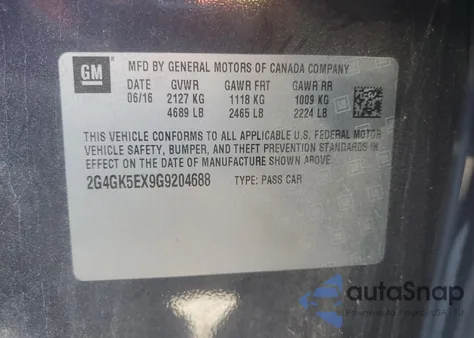 GM
MFD BY GENERAL MOTORS OF CANADA COMPANY
DATE GVWR GAWR FRT GAWR RR
06/16 2127 KG 1118 KG 1009 KG
4689 LB 2465 LB 2224 LB
THIS VEHICLE CONFORMS TO ALL APPLICABLE U.S. FEDERAL MOTOR
VEHICLE SAFETY, BUMPER, AND THEFT PREVENTION STANDARDS IN
EFFECT ON THE DATE OF MANUFACTURE SHOWN ABOVE.
2G4GK5EX9G9204688 TYPE: PASS CAR
autoSnap